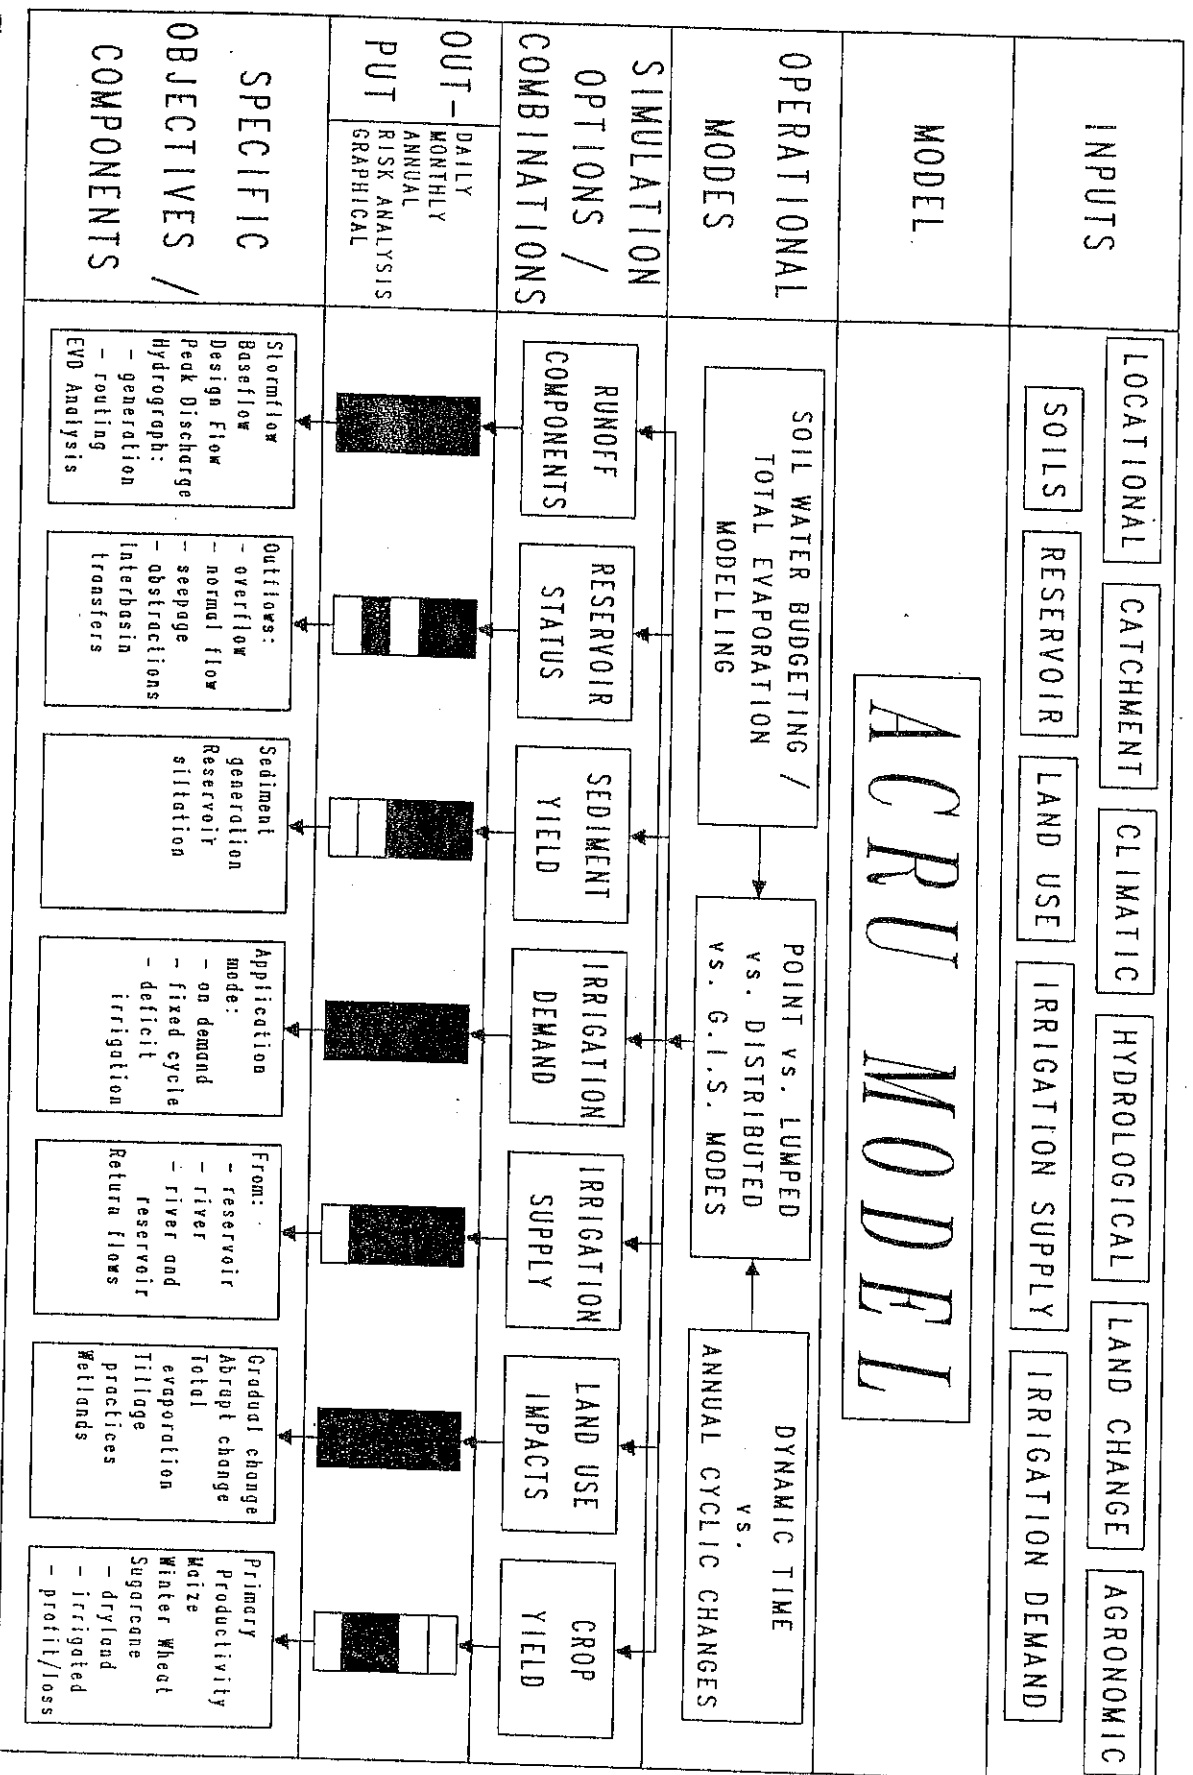 INPUTS
LOCATIONAL
CATCHMENT
CLIMATIC
HYDROLOGICAL
LAND CHANGE
AGRONOMIC
SOILS
RESERVOIR
LAND USE
IRRIGATION SUPPLY
IRRIGATION DEMAND
MODEL
ACRU MODEL
OPERATIONAL
MODES
SOIL WATER BUDGETING /
TOTAL EVAPORATION
MODELLING
POINT vs. LUMPED
vs. DISTRIBUTED
vs. G.I.S. MODES
DYNAMIC TIME
vs.
ANNUAL CYCLIC CHANGES
SIMULATION
OPTIONS /
COMBINATIONS
RUNOFF
COMPONENTS
RESERVOIR
STATUS
SEDIMENT
YIELD
IRRIGATION
DEMAND
IRRIGATION
SUPPLY
LAND USE
IMPACTS
CROP
YIELD
OUT-
PUT
DAILY
MONTHLY
ANNUAL
RISK ANALYSIS
GRAPHICAL
SPECIFIC
OBJECTIVES /
COMPONENTS
Stormflow
Baseflow
Design Flow
Peak Discharge
Hydrograph:
- generation
- routing
EVD Analysis
Outflows:
- overflow
- normal flow
- seepage
- abstractions
Interbasin
transfers
Sediment
generation
Reservoir
siltation
Application
mode:
- on demand
- fixed cycle
- deficit
irrigation
From:
- reservoir
- river
- river and
reservoir
Return flows
Gradual change
Abrupt change
Total
evaporation
Tillage
practices
Wetlands
Primary
Productivity
Maize
Winter Wheat
Sugarcane
- dryland
- irrigated
- profit/loss